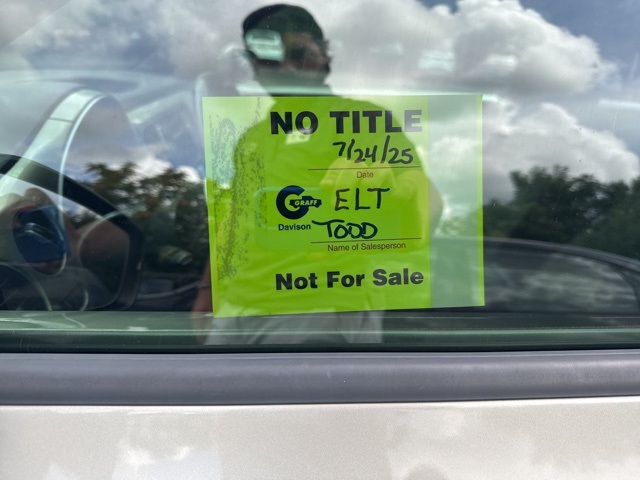 NO TITLE
7/24/25
Date
GRAFF ELT
Davison TODD
Name of Salesperson
Not For Sale